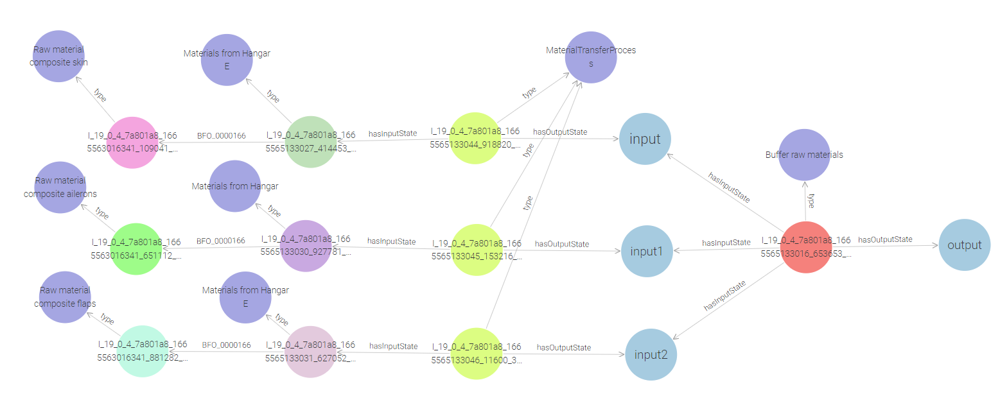 Raw material
composite skin
Materials from Hangar
E
MaterialTransferProces
s
type
type
type
I_19_0_4_7a801a8_166
5563016341_109041_...
BFO_0000166
I_19_0_4_7a801a8_166
5565133027_414453_...
hasInputState
I_19_0_4_7a801a8_166
5565133044_918820_...
hasOutputState
input
Buffer raw materials
type
Raw material
composite ailerons
Materials from Hangar
hasInputState
type
type
type
type
I_19_0_4_7a801a8_166
5563016341_651112_...
BFO_0000166
I_19_0_4_7a801a8_166
5565133030_927781_...
hasInputState
I_19_0_4_7a801a8_166
5565133045_153216_...
hasOutputState
input1
hasInputState
I_19_0_4_7a801a8_166
5565133016_653653_...
hasOutputState
output
Raw material
composite flaps
Materials from Hangar
E
hasInputState
type
type
I_19_0_4_7a801a8_166
5563016341_881282_...
BFO_0000166
I_19_0_4_7a801a8_166
5565133031_627052_...
hasInputState
I_19_0_4_7a801a8_166
5565133046_11600_3...
hasOutputState
input2